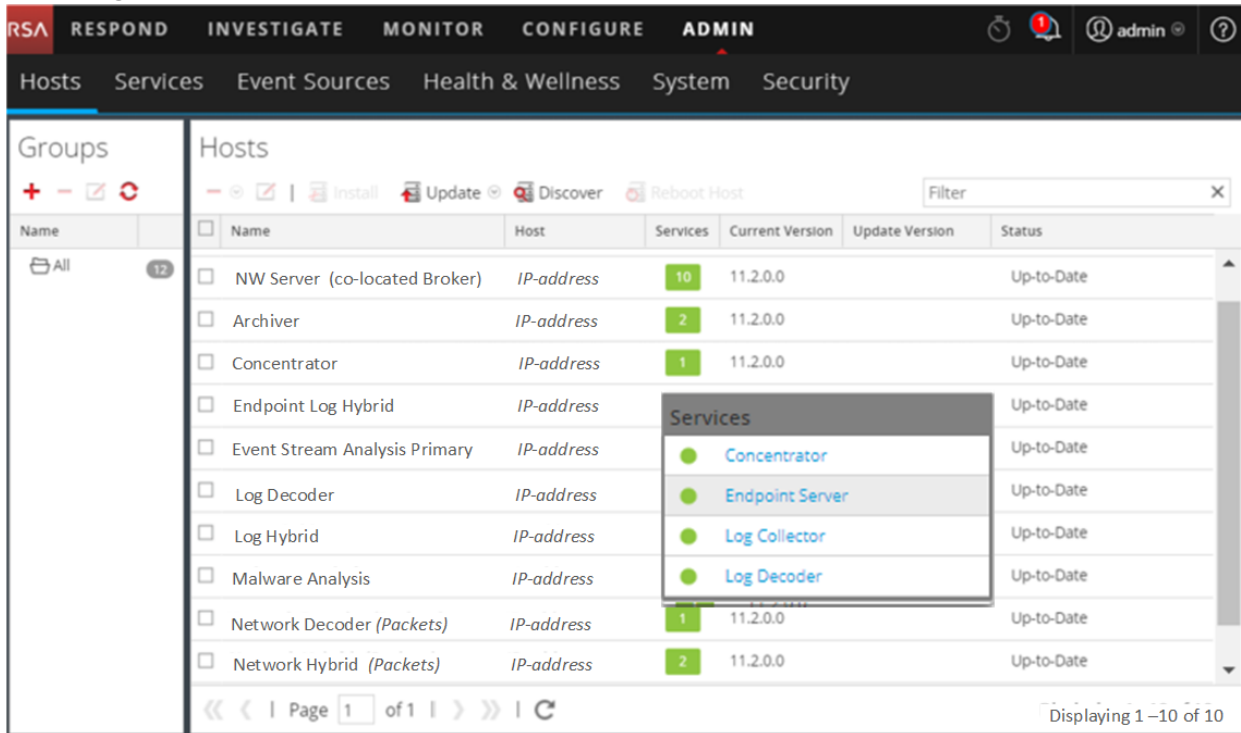 RSA RESPOND INVESTIGATE MONITOR CONFIGURE ADMIN 1 admin ?
Hosts Services Event Sources Health & Wellness System Security
Groups
Name
All 12
Hosts
Install Update Discover Reboot Host Filter
Name Host Services Current Version Update Version Status
NW Server (co-located Broker) IP-address 10 11.2.0.0 Up-to-Date
Archiver IP-address 2 11.2.0.0 Up-to-Date
Concentrator IP-address 1 11.2.0.0 Up-to-Date
Endpoint Log Hybrid IP-address Up-to-Date
Event Stream Analysis Primary IP-address Up-to-Date
Log Decoder IP-address Up-to-Date
Log Hybrid IP-address Up-to-Date
Malware Analysis IP-address Up-to-Date
Network Decoder (Packets) IP-address 1 11.2.0.0 Up-to-Date
Network Hybrid (Packets) IP-address 2 11.2.0.0 Up-to-Date
Services
Concentrator
Endpoint Server
Log Collector
Log Decoder
Page 1 of 1
Displaying 1 –10 of 10